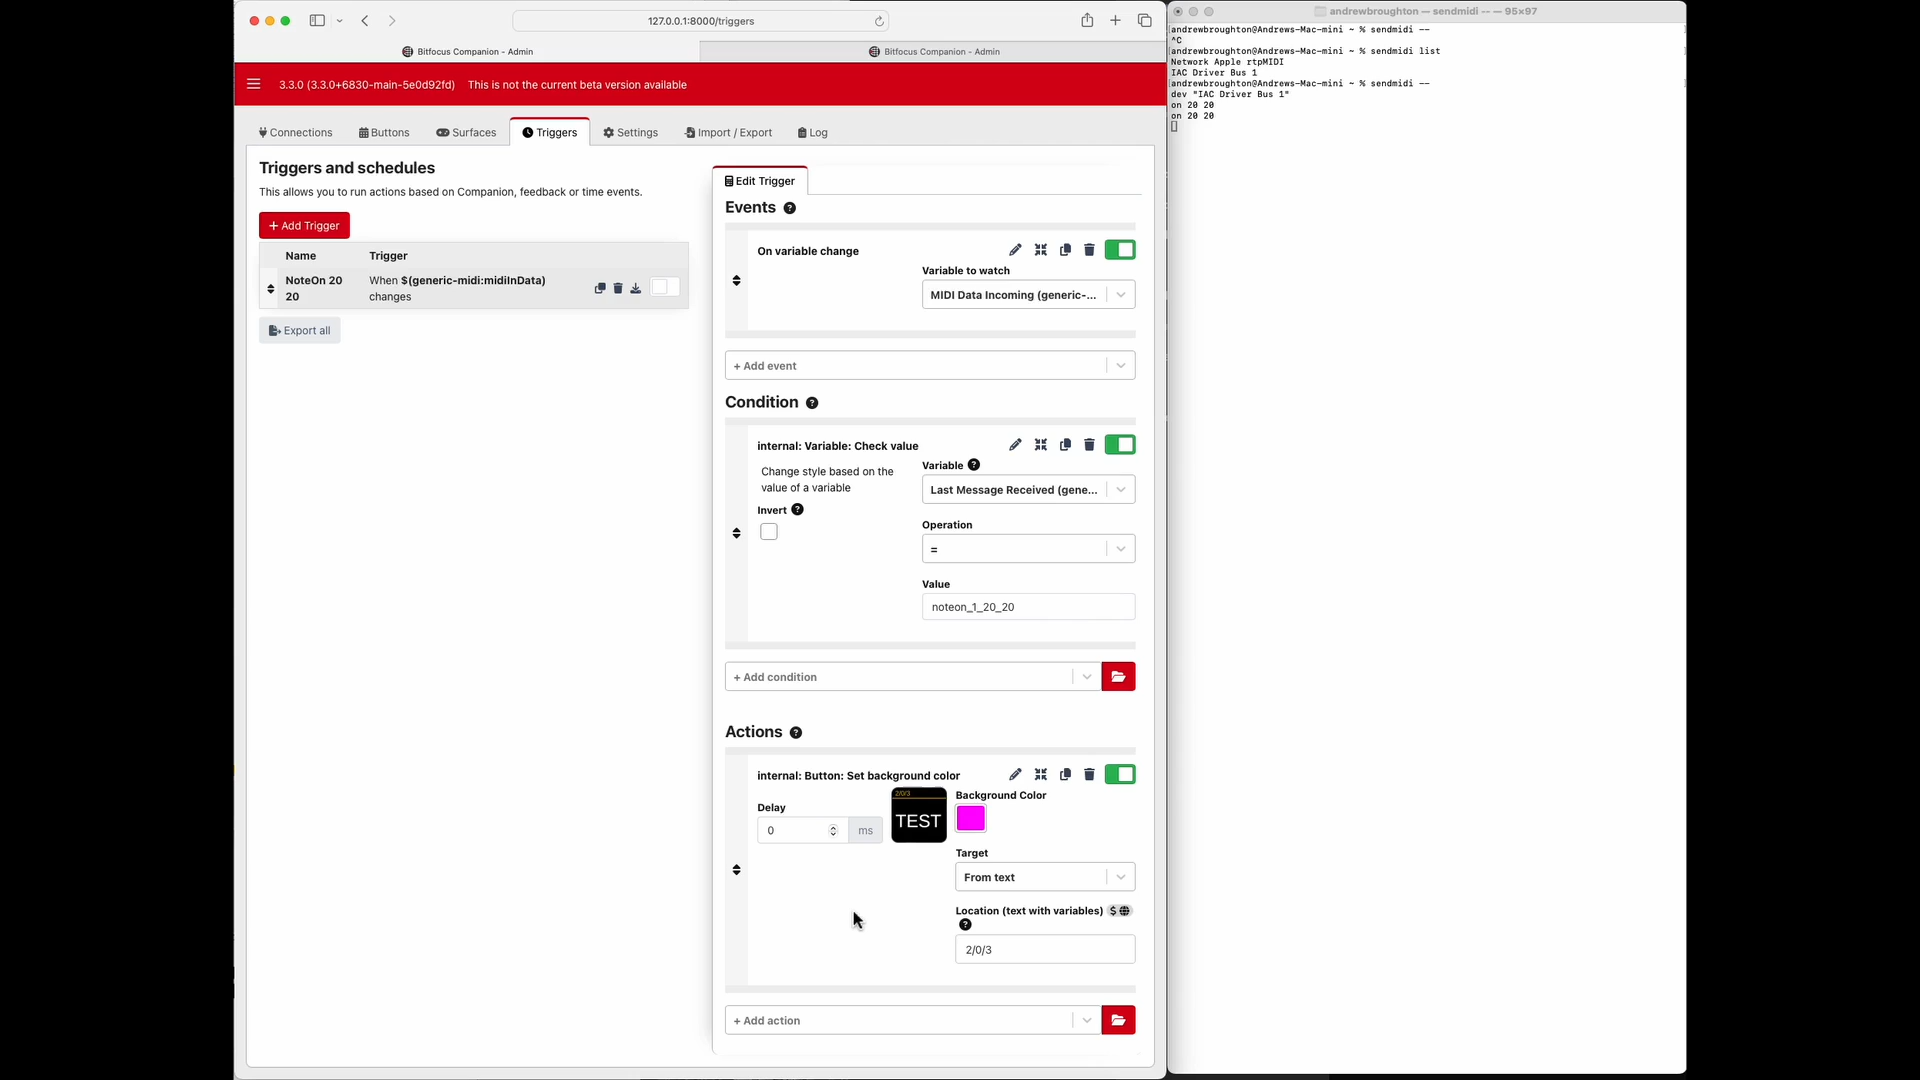 127.0.0.1:8000/triggers
Bitfocus Companion - Admin
Bitfocus Companion - Admin
3.3.0 (3.3.0+6830-main-5e0d92fd) This is not the current beta version available
Connections Buttons Surfaces Triggers Settings Import / Export Log
Triggers and schedules
This allows you to run actions based on Companion, feedback or time events.
+ Add Trigger
Name Trigger
NoteOn 20
20
When $(generic-midi:midiInData)
changes
Export all
Edit Trigger
Events ?
On variable change
Variable to watch
MIDI Data Incoming (generic-...
+ Add event
Condition ?
internal: Variable: Check value
Change style based on the
value of a variable
Invert ?
Variable ?
Last Message Received (gene...
Operation
=
Value
noteon_1_20_20
+ Add condition
Actions ?
internal: Button: Set background color
Delay
0 ms
2/0/3
TEST
Background Color
Target
From text
Location (text with variables) $
?
2/0/3
+ Add action
andrewbroughton — sendmidi -- — 95×97
[andrewbroughton@Andrews-Mac-mini ~ % sendmidi -- ]
^C
[andrewbroughton@Andrews-Mac-mini ~ % sendmidi list ]
Network Apple rtpMIDI
IAC Driver Bus 1
[andrewbroughton@Andrews-Mac-mini ~ % sendmidi -- ]
dev "IAC Driver Bus 1"
on 20 20
on 20 20